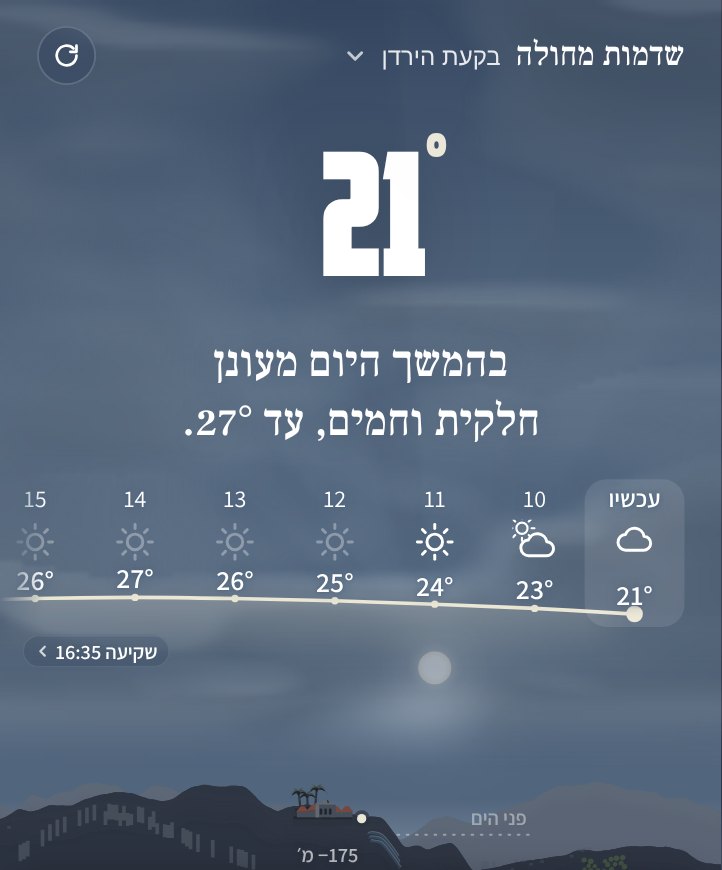 שדמות מחולה בקעת הירדן
21°
בהמשך היום מעונן
חלקית וחמים, עד 27°.
עכשיו 10 11 12 13 14 15
21° 23° 24° 25° 26° 27° 26°
שקיעה 16:35
פני הים
−175 מ׳